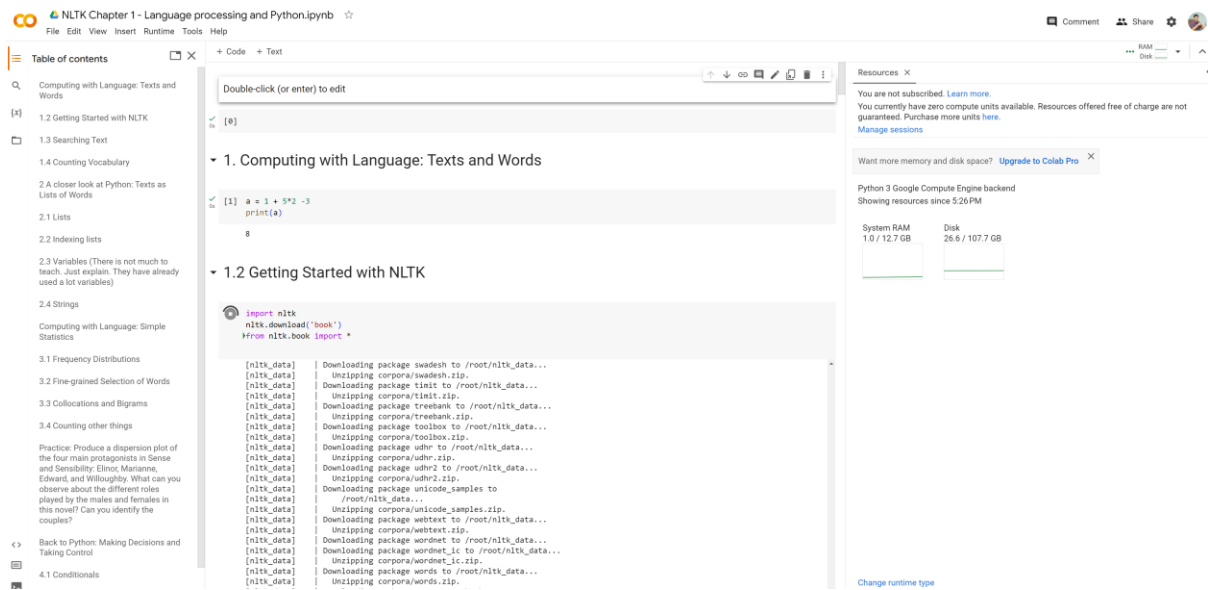 NLTK Chapter 1 - Language processing and Python.ipynb
File Edit View Insert Runtime Tools Help
Comment Share
Table of contents
+ Code + Text
RAM
Disk
Computing with Language: Texts and
Words
1.2 Getting Started with NLTK
1.3 Searching Text
1.4 Counting Vocabulary
2 A closer look at Python: Texts as
Lists of Words
2.1 Lists
2.2 Indexing lists
2.3 Variables (There is not much to
teach. Just explain. They have already
used a lot variables)
2.4 Strings
Computing with Language: Simple
Statistics
3.1 Frequency Distributions
3.2 Fine-grained Selection of Words
3.3 Collocations and Bigrams
3.4 Counting other things
Practice: Produce a dispersion plot of
the four main protagonists in Sense
and Sensibility: Elinor, Marianne,
Edward, and Willoughby. What can you
observe about the different roles
played by the males and females in
this novel? Can you identify the
couples?
Back to Python: Making Decisions and
Taking Control
4.1 Conditionals
Double-click (or enter) to edit
0s [0]
1. Computing with Language: Texts and Words
0s [1] a = 1 + 5*2 -3
print(a)
8
1.2 Getting Started with NLTK
import nltk
nltk.download('book')
from nltk.book import *
[nltk_data] | Downloading package swadesh to /root/nltk_data...
[nltk_data] | Unzipping corpora/swadesh.zip.
[nltk_data] | Downloading package timit to /root/nltk_data...
[nltk_data] | Unzipping corpora/timit.zip.
[nltk_data] | Downloading package treebank to /root/nltk_data...
[nltk_data] | Unzipping corpora/treebank.zip.
[nltk_data] | Downloading package toolbox to /root/nltk_data...
[nltk_data] | Unzipping corpora/toolbox.zip.
[nltk_data] | Downloading package udhr to /root/nltk_data...
[nltk_data] | Unzipping corpora/udhr.zip.
[nltk_data] | Downloading package udhr2 to /root/nltk_data...
[nltk_data] | Unzipping corpora/udhr2.zip.
[nltk_data] | Downloading package unicode_samples to
[nltk_data] | /root/nltk_data...
[nltk_data] | Unzipping corpora/unicode_samples.zip.
[nltk_data] | Downloading package webtext to /root/nltk_data...
[nltk_data] | Unzipping corpora/webtext.zip.
[nltk_data] | Downloading package wordnet to /root/nltk_data...
[nltk_data] | Downloading package wordnet_ic to /root/nltk_data...
[nltk_data] | Unzipping corpora/wordnet_ic.zip.
[nltk_data] | Downloading package words to /root/nltk_data...
[nltk_data] | Unzipping corpora/words.zip.
Resources
You are not subscribed. Learn more.
You currently have zero compute units available. Resources offered free of charge are not
guaranteed. Purchase more units here.
Manage sessions
Want more memory and disk space? Upgrade to Colab Pro
Python 3 Google Compute Engine backend
Showing resources since 5:26 PM
System RAM Disk
1.0 / 12.7 GB 26.6 / 107.7 GB
Change runtime type